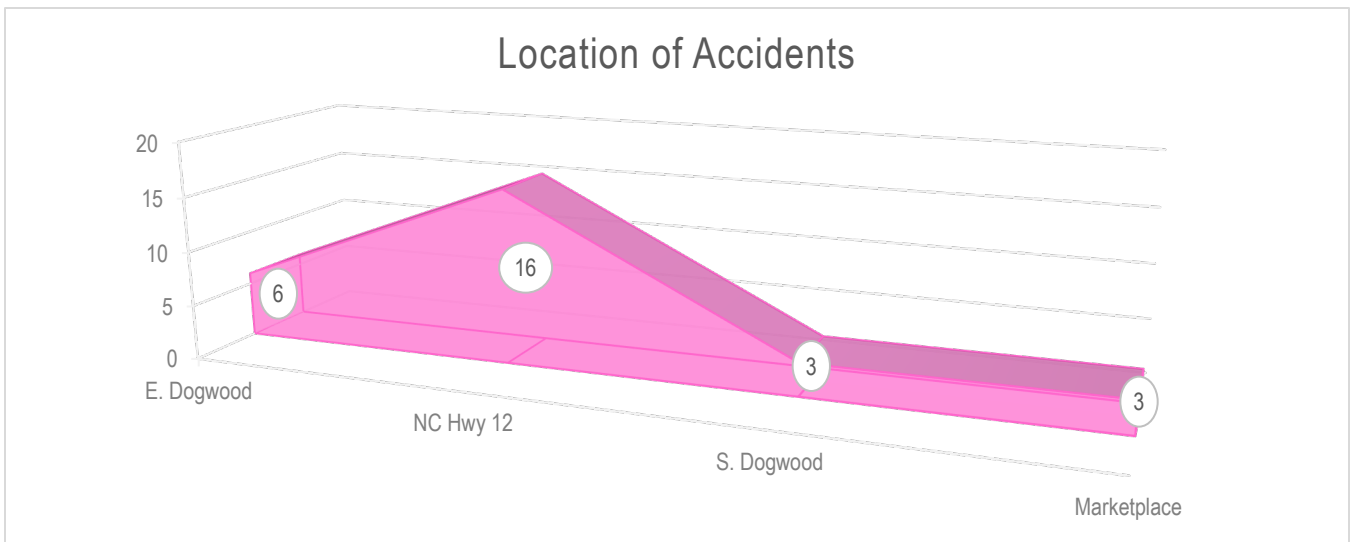 Location of Accidents
20
15
10
5
0
6
16
3
3
E. Dogwood
NC Hwy 12
S. Dogwood
Marketplace